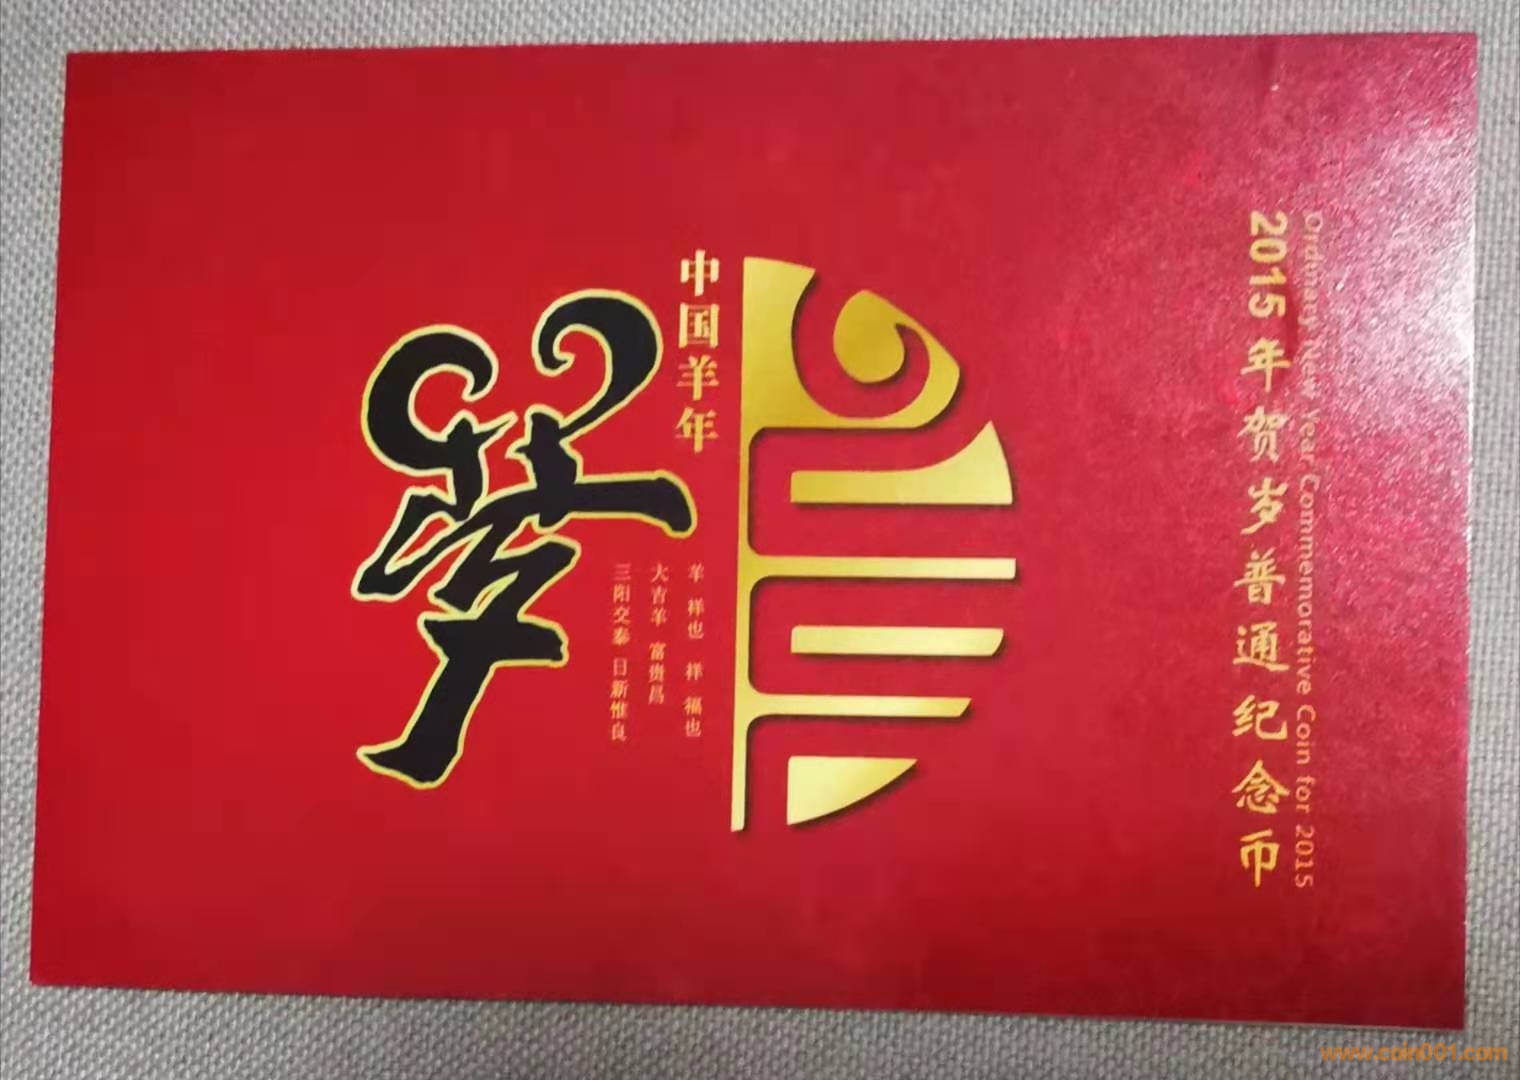 Ordinary New Year Commemorative Coin for 2015
2015年贺岁普通纪念币
中国羊年
羊 祥也 祥 福也
大吉羊 富贵昌
三阳交泰 日新惟良
www.coin001.com